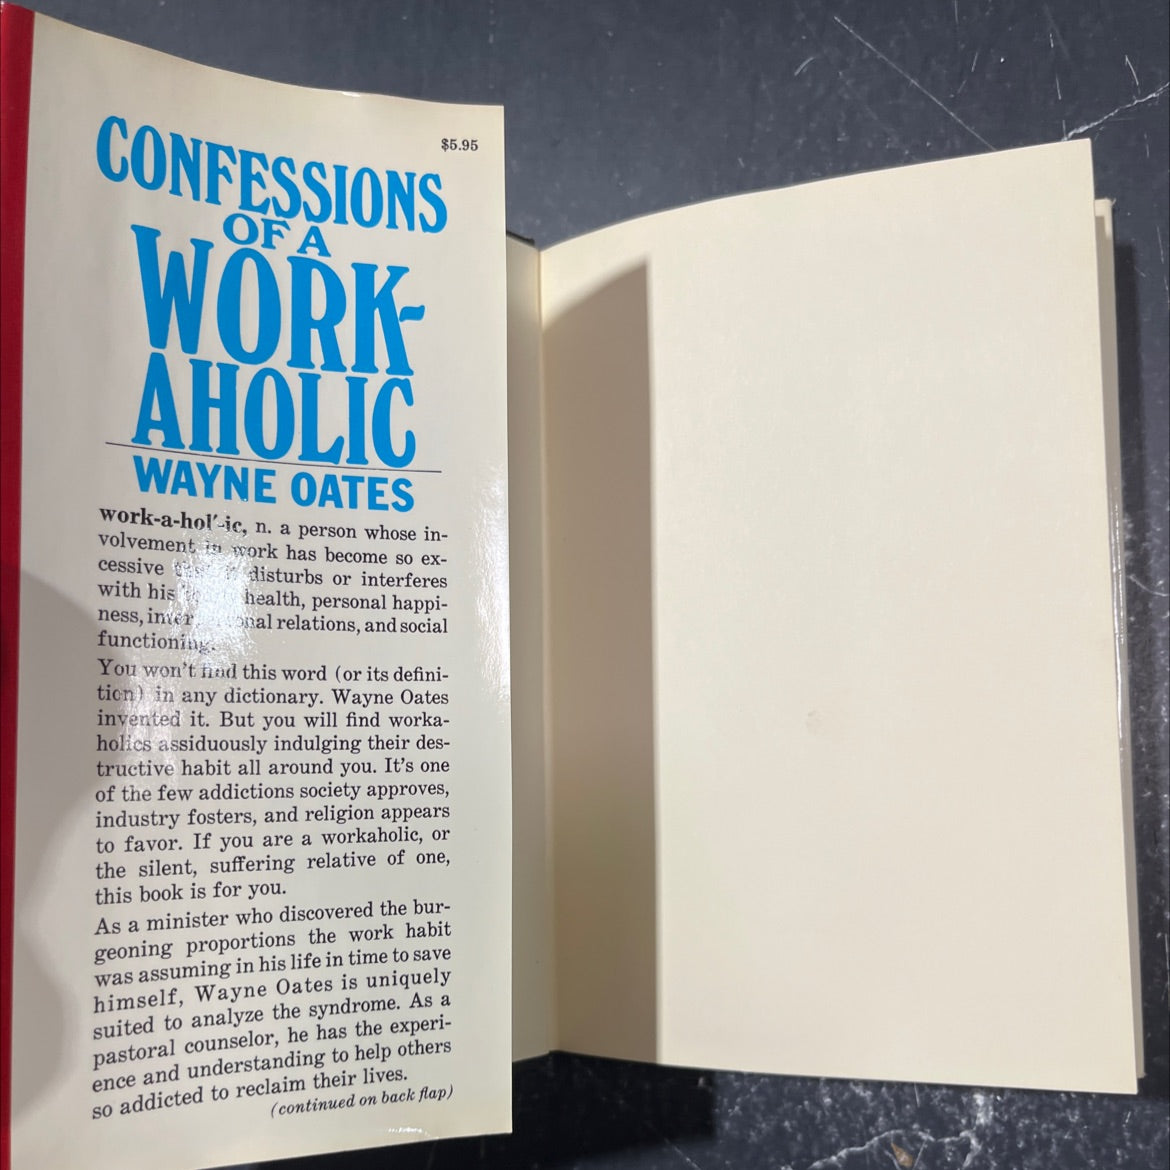 $5.95
CONFESSIONS
OF A
WORK-
AHOLIC
WAYNE OATES
work-a-hol′-ic, n. a person whose in-
volvement in work has become so ex-
cessive disturbs or interferes
with his health, personal happi-
ness, relations, and social
functioning.
You won't find this word (or its defini-
tion) in any dictionary. Wayne Oates
invented it. But you will find worka-
holics assiduously indulging their des-
tructive habit all around you. It's one
of the few addictions society approves,
industry fosters, and religion appears
to favor. If you are a workaholic, or
the silent, suffering relative of one,
this book is for you.
As a minister who discovered the bur-
geoning proportions the work habit
was assuming in his life in time to save
himself, Wayne Oates is uniquely
suited to analyze the syndrome. As a
pastoral counselor, he has the experi-
ence and understanding to help others
so addicted to reclaim their lives.
(continued on back flap)